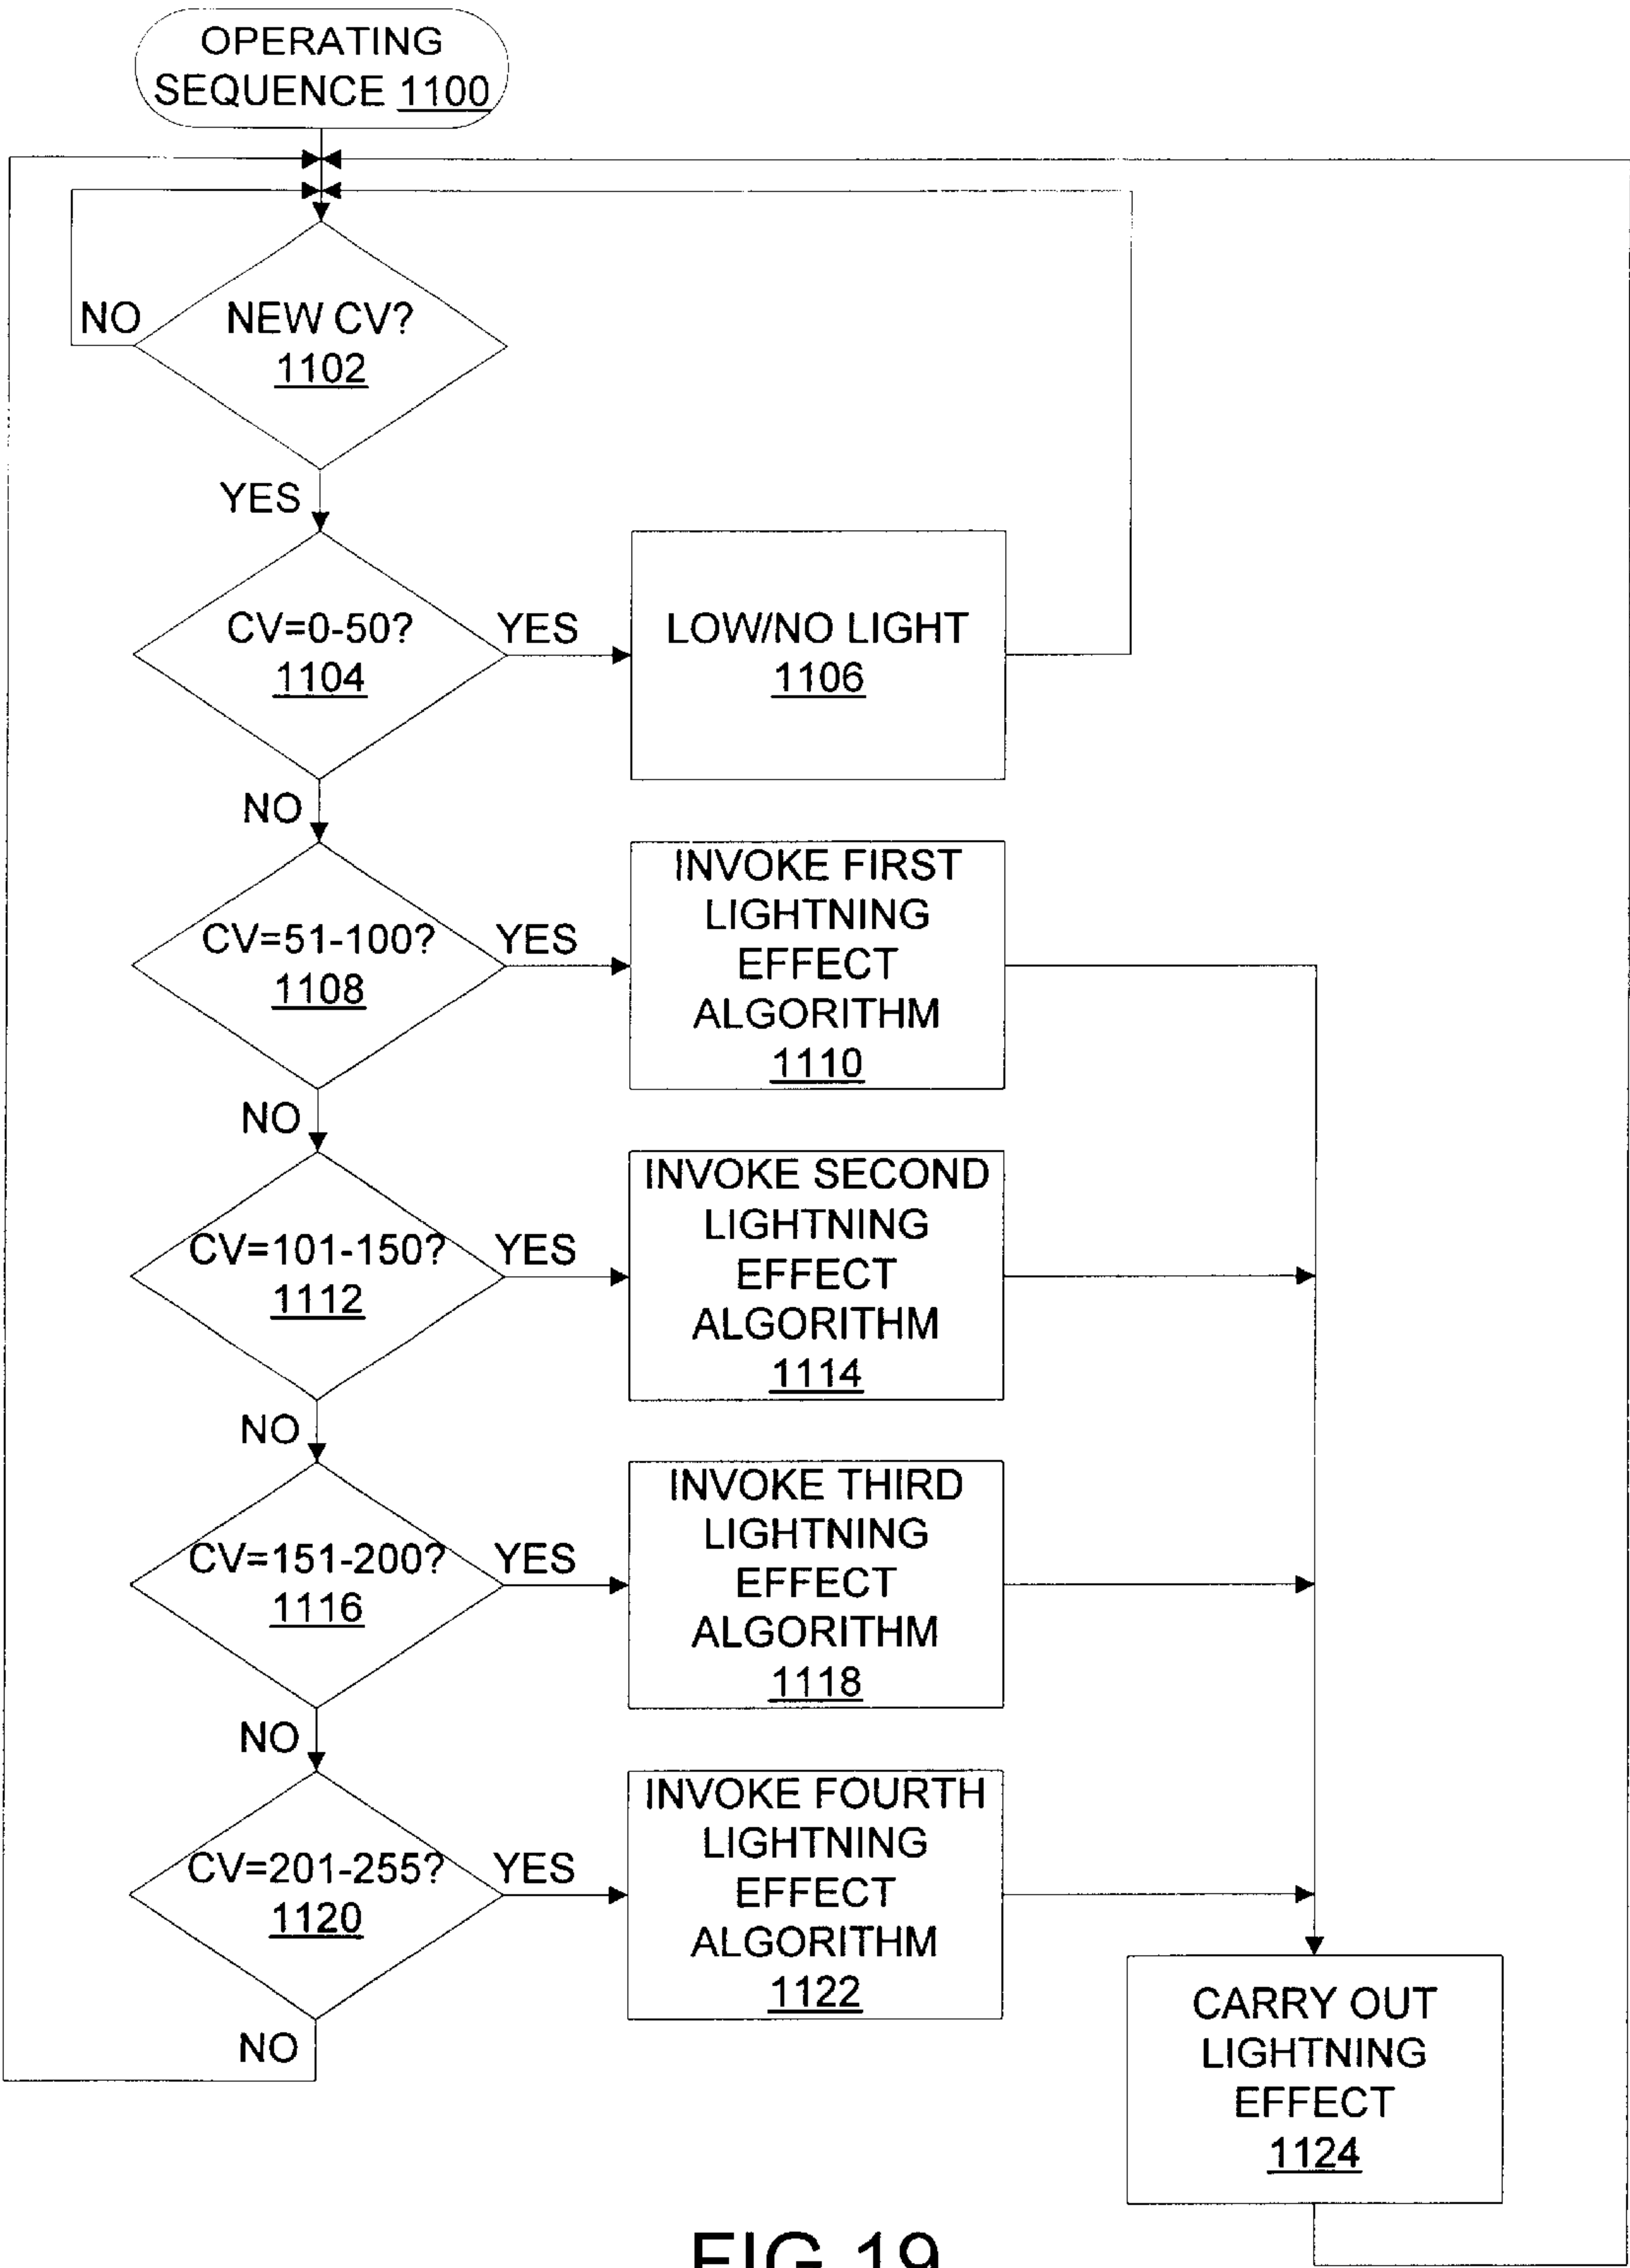 OPERATING
SEQUENCE 1100
NO
NEW CV?
1102
YES
CV=0-50?
1104
YES
LOW/NO LIGHT
1106
NO
CV=51-100?
1108
YES
INVOKE FIRST
LIGHTNING
EFFECT
ALGORITHM
1110
NO
CV=101-150?
1112
YES
INVOKE SECOND
LIGHTNING
EFFECT
ALGORITHM
1114
NO
CV=151-200?
1116
YES
INVOKE THIRD
LIGHTNING
EFFECT
ALGORITHM
1118
NO
CV=201-255?
1120
YES
INVOKE FOURTH
LIGHTNING
EFFECT
ALGORITHM
1122
NO
CARRY OUT
LIGHTNING
EFFECT
1124
FIG 19